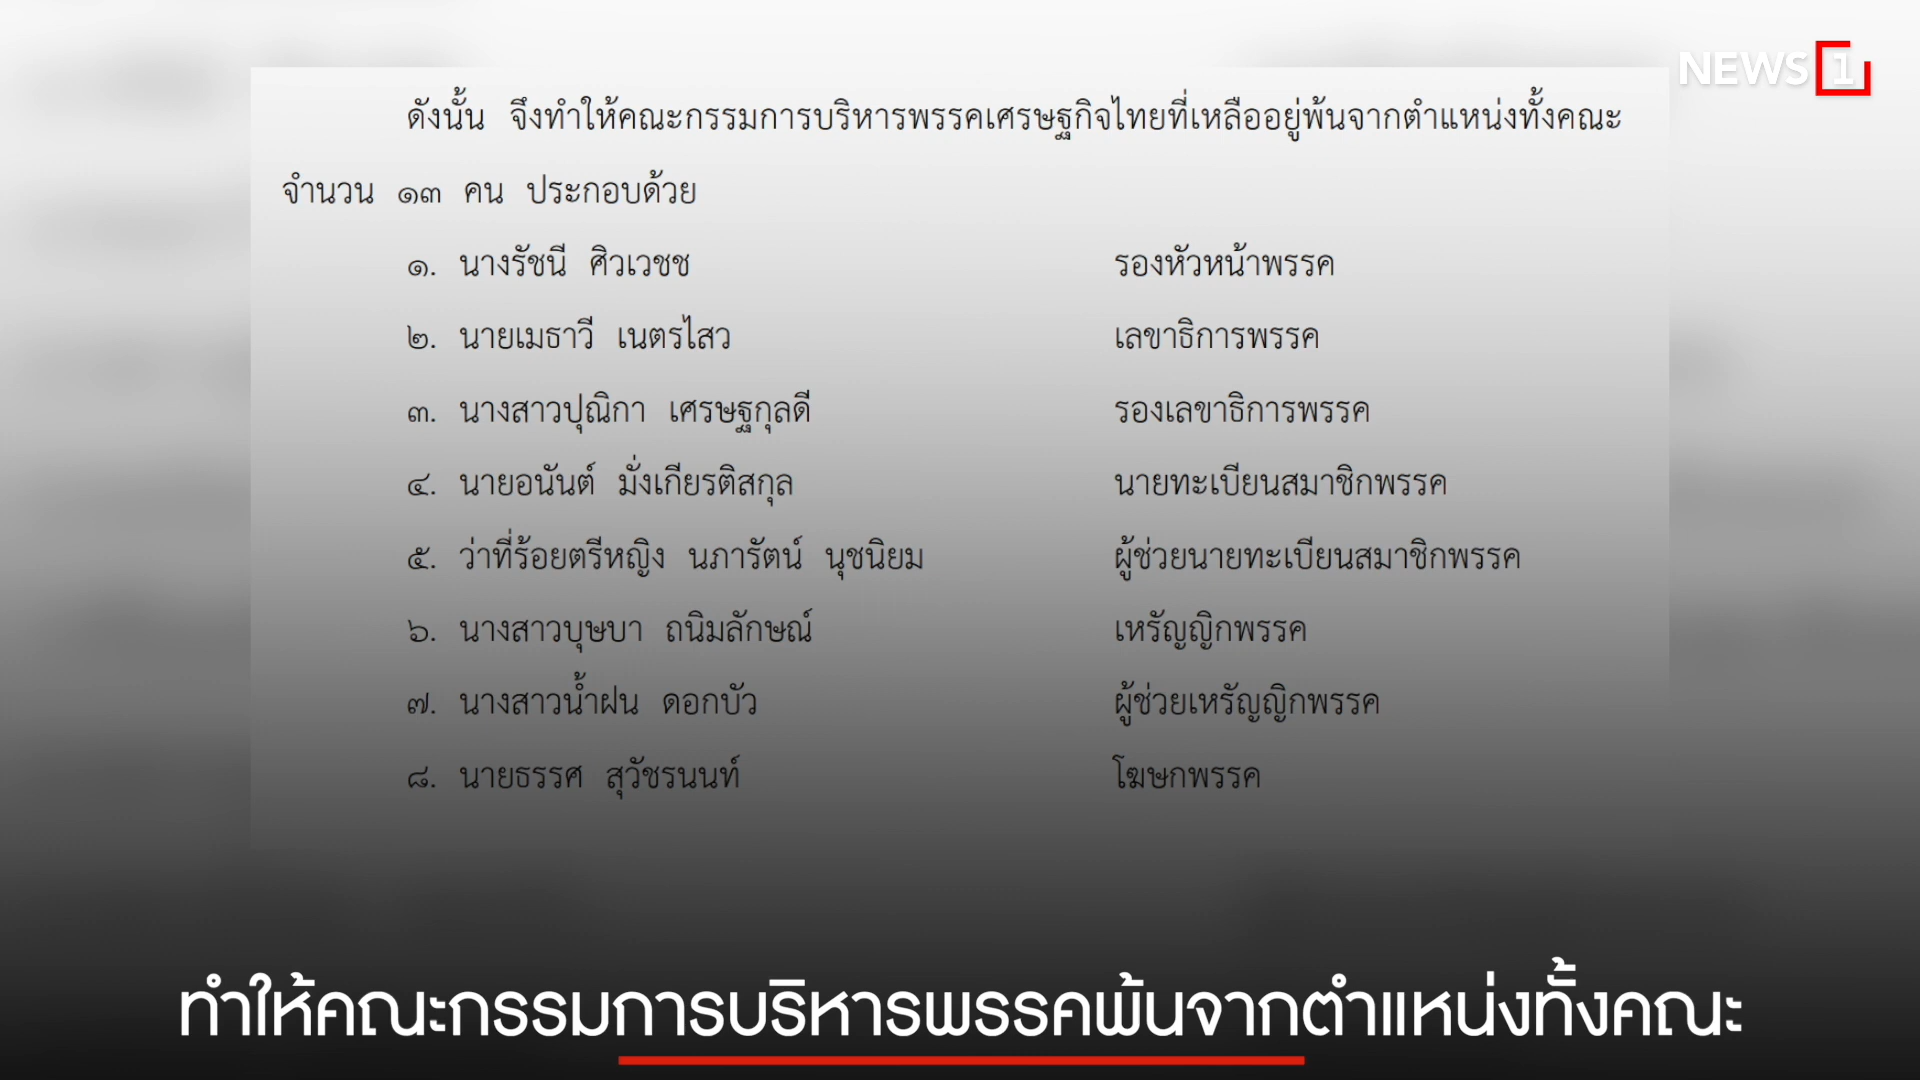 NEWS 1
ดังนั้น จึงทำให้คณะกรรมการบริหารพรรคเศรษฐกิจไทยที่เหลืออยู่พ้นจากตำแหน่งทั้งคณะ
จำนวน ๑๓ คน ประกอบด้วย
๑. นางรัชนี ศิวเวชช รองหัวหน้าพรรค
๒. นายเมธาวี เนตรไสว เลขาธิการพรรค
๓. นางสาวปุณิกา เศรษฐกุลดี รองเลขาธิการพรรค
๔. นายอนันต์ มั่งเกียรติสกุล นายทะเบียนสมาชิกพรรค
๕. ว่าที่ร้อยตรีหญิง นภารัตน์ นุชนิยม ผู้ช่วยนายทะเบียนสมาชิกพรรค
๖. นางสาวบุษบา ถนิมลักษณ์ เหรัญญิกพรรค
๗. นางสาวน้ำฝน ดอกบัว ผู้ช่วยเหรัญญิกพรรค
๘. นายธรรศ สุวัชรนนท์ โฆษกพรรค
ทำให้คณะกรรมการบริหารพรรคพ้นจากตำแหน่งทั้งคณะ